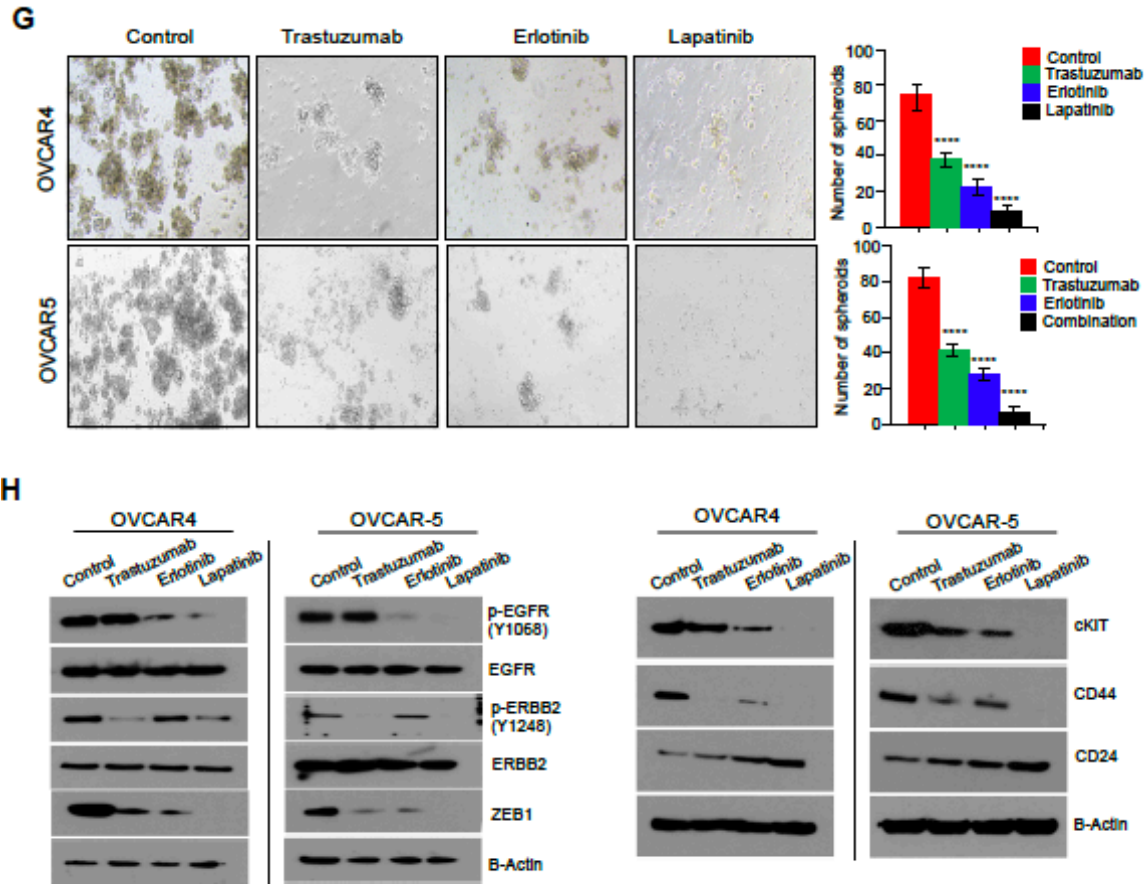 G
Control Trastuzumab Erlotinib Lapatinib
OVCAR4
Number of spheroids
100
80
60
40
20
0
**** **** ****
Control
Trastuzumab
Erlotinib
Lapatinib
OVCAR5
Number of spheroids
100
80
60
40
20
0
**** **** ****
Control
Trastuzumab
Erlotinib
Combination
H
OVCAR4
Control Trastuzumab Erlotinib Lapatinib
OVCAR-5
Control Trastuzumab Erlotinib Lapatinib
p-EGFR
(Y1068)
EGFR
p-ERBB2
(Y1248)
ERBB2
ZEB1
B-Actin
OVCAR4
Control Trastuzumab Erlotinib Lapatinib
OVCAR-5
Control Trastuzumab Erlotinib Lapatinib
cKIT
CD44
CD24
B-Actin